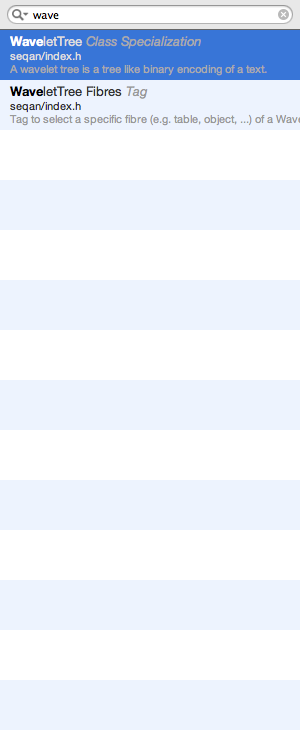 wave
WaveletTree Class Specialization
seqan/index.h
A wavelet tree is a tree like binary encoding of a text.
WaveletTree Fibres Tag
seqan/index.h
Tag to select a specific fibre (e.g. table, object, ...) of a Wave